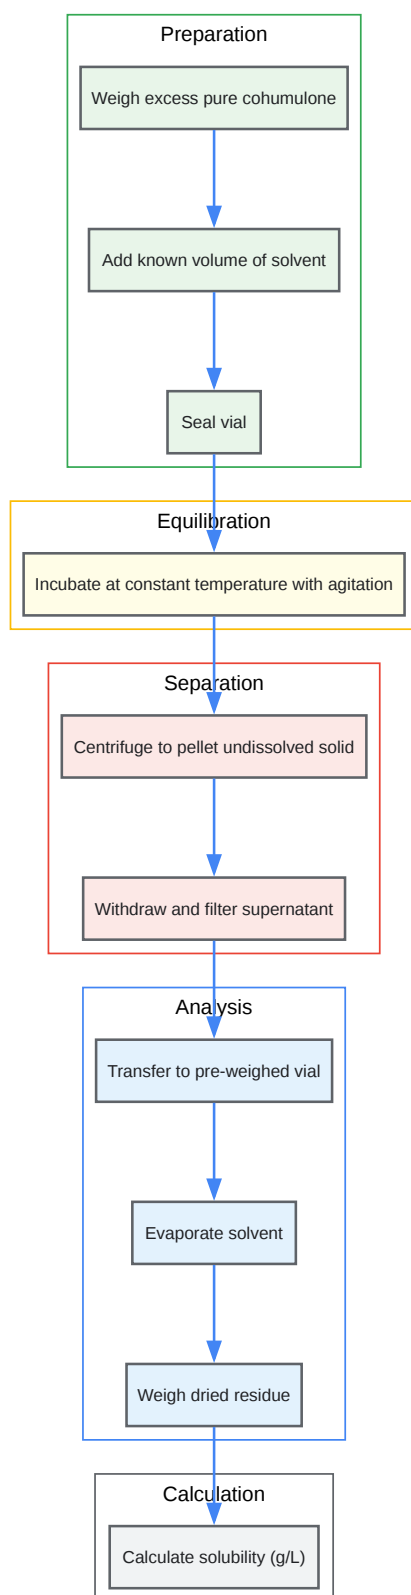 Preparation
Weigh excess pure cohumulone
Add known volume of solvent
Seal vial
Equilibration
Incubate at constant temperature with agitation
Separation
Centrifuge to pellet undissolved solid
Withdraw and filter supernatant
Analysis
Transfer to pre-weighed vial
Evaporate solvent
Weigh dried residue
Calculation
Calculate solubility (g/L)